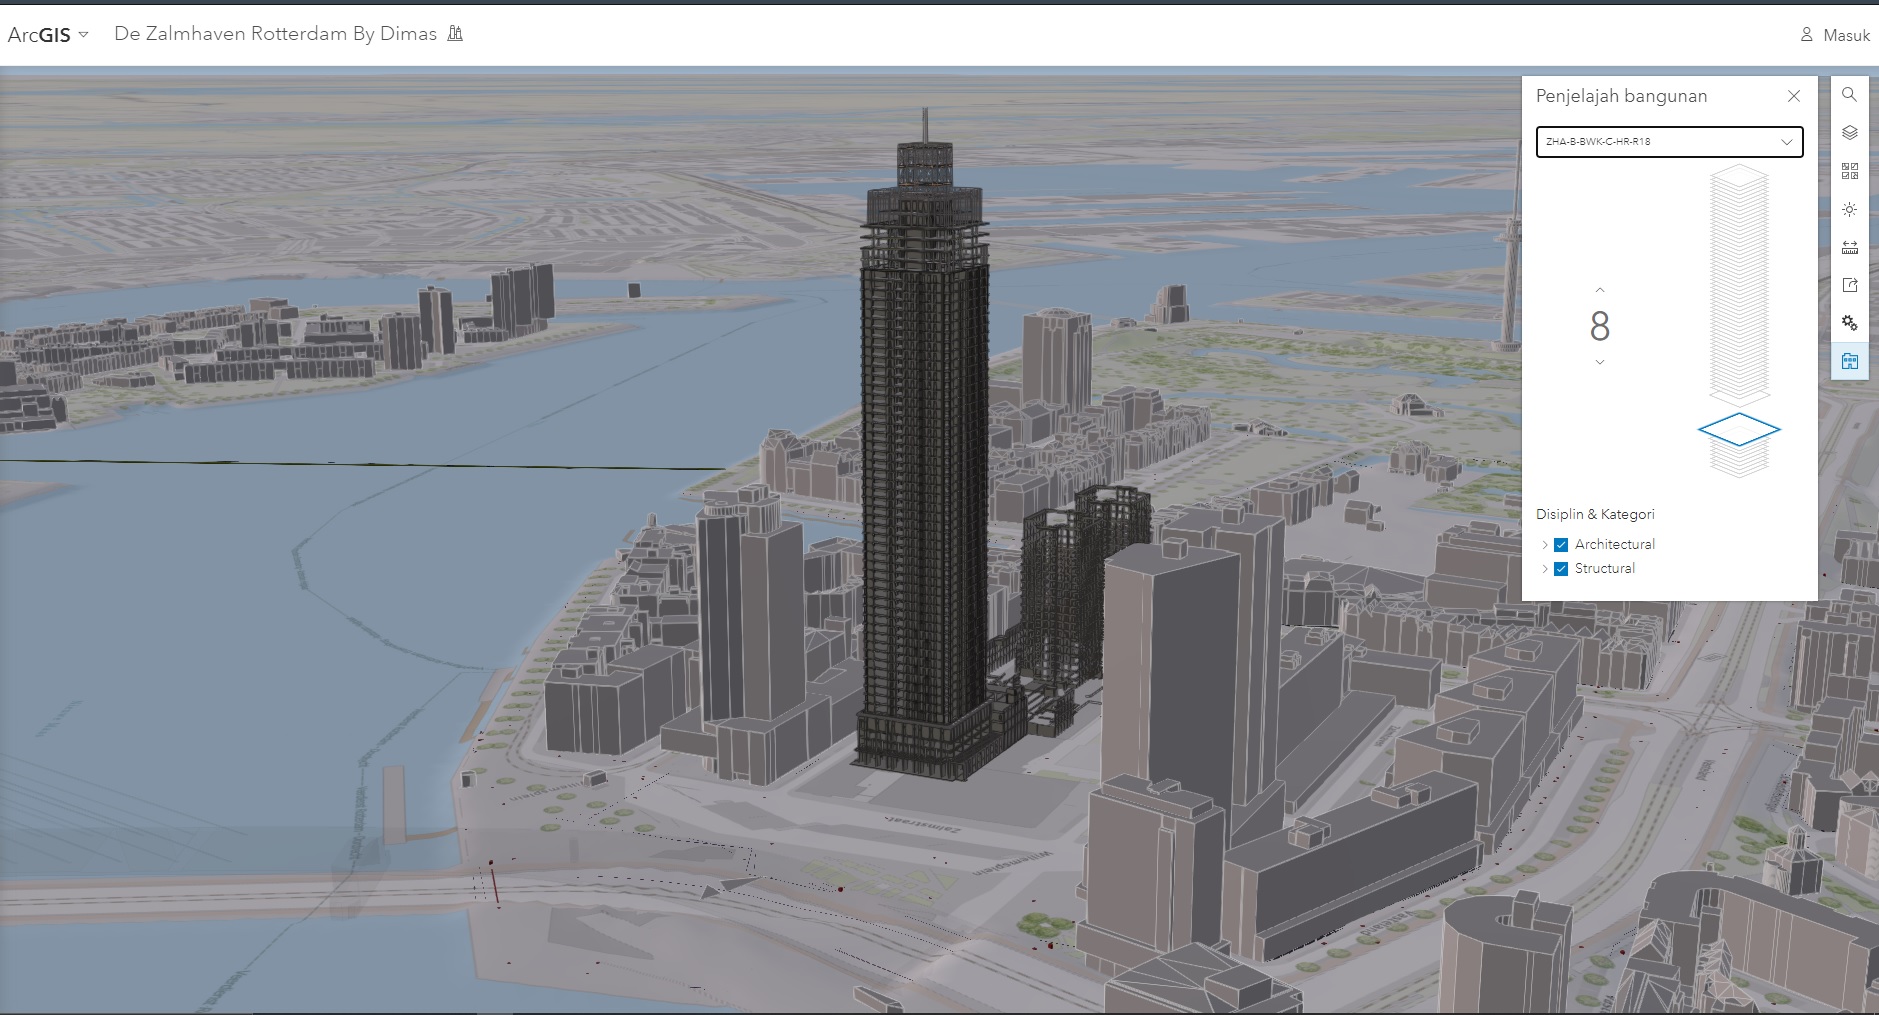 ArcGIS
De Zalmhaven Rotterdam By Dimas
Masuk
Penjelajah bangunan
ZHA-B-BWK-C-HR-R18
8
Disiplin & Kategori
Architectural
Structural
Zalmstraat
Willemsplein
Vasteland